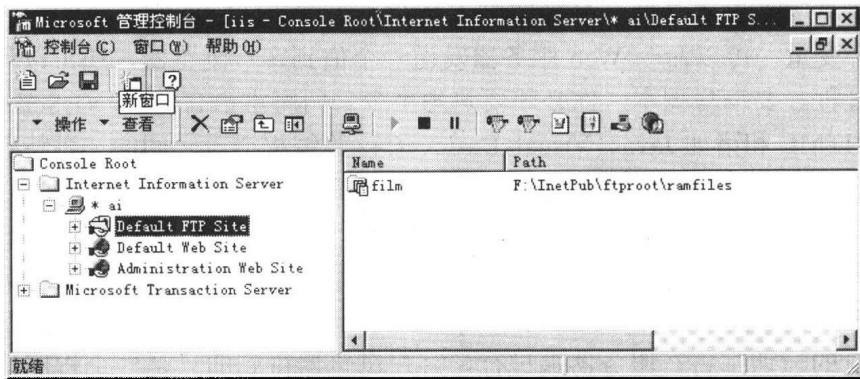 Microsoft 管理控制台 - [iis - Console Root\Internet Information Server\* ai\Default FTP S...
控制台(C) 窗口(W) 帮助(H)
新窗口
操作 查看
Console Root
Internet Information Server
* ai
Default FTP Site
Default Web Site
Administration Web Site
Microsoft Transaction Server
Name Path
film F:\InetPub\ftproot\ramfiles
就绪